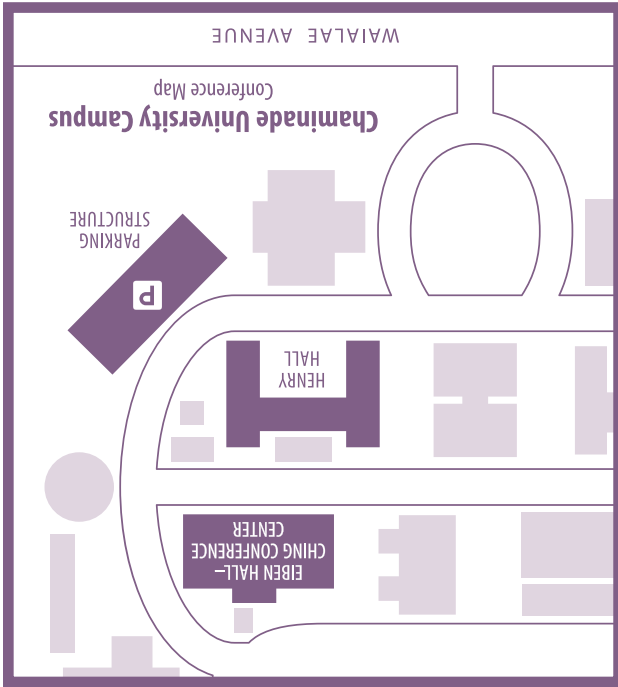 EIBEN HALL–
CHING CONFERENCE
CENTER
HENRY
HALL
P
PARKING
STRUCTURE
Chaminade University Campus
Conference Map
WAIALAE AVENUE